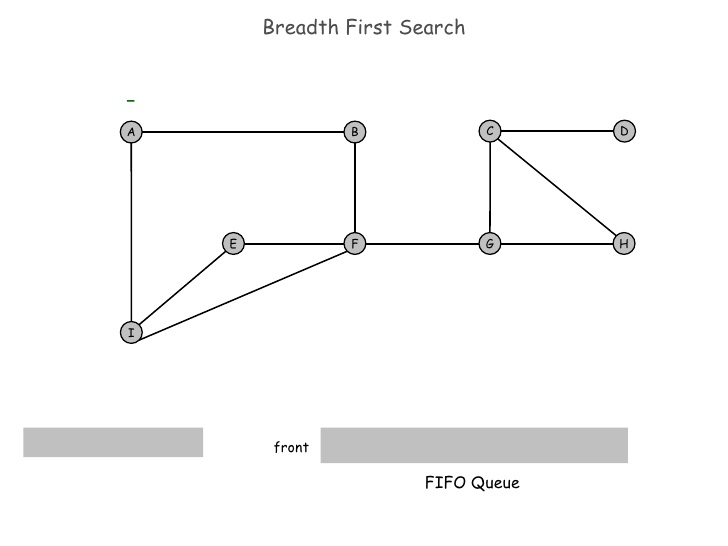 Breadth First Search
-
A B C D
E F G H
I
front
FIFO Queue